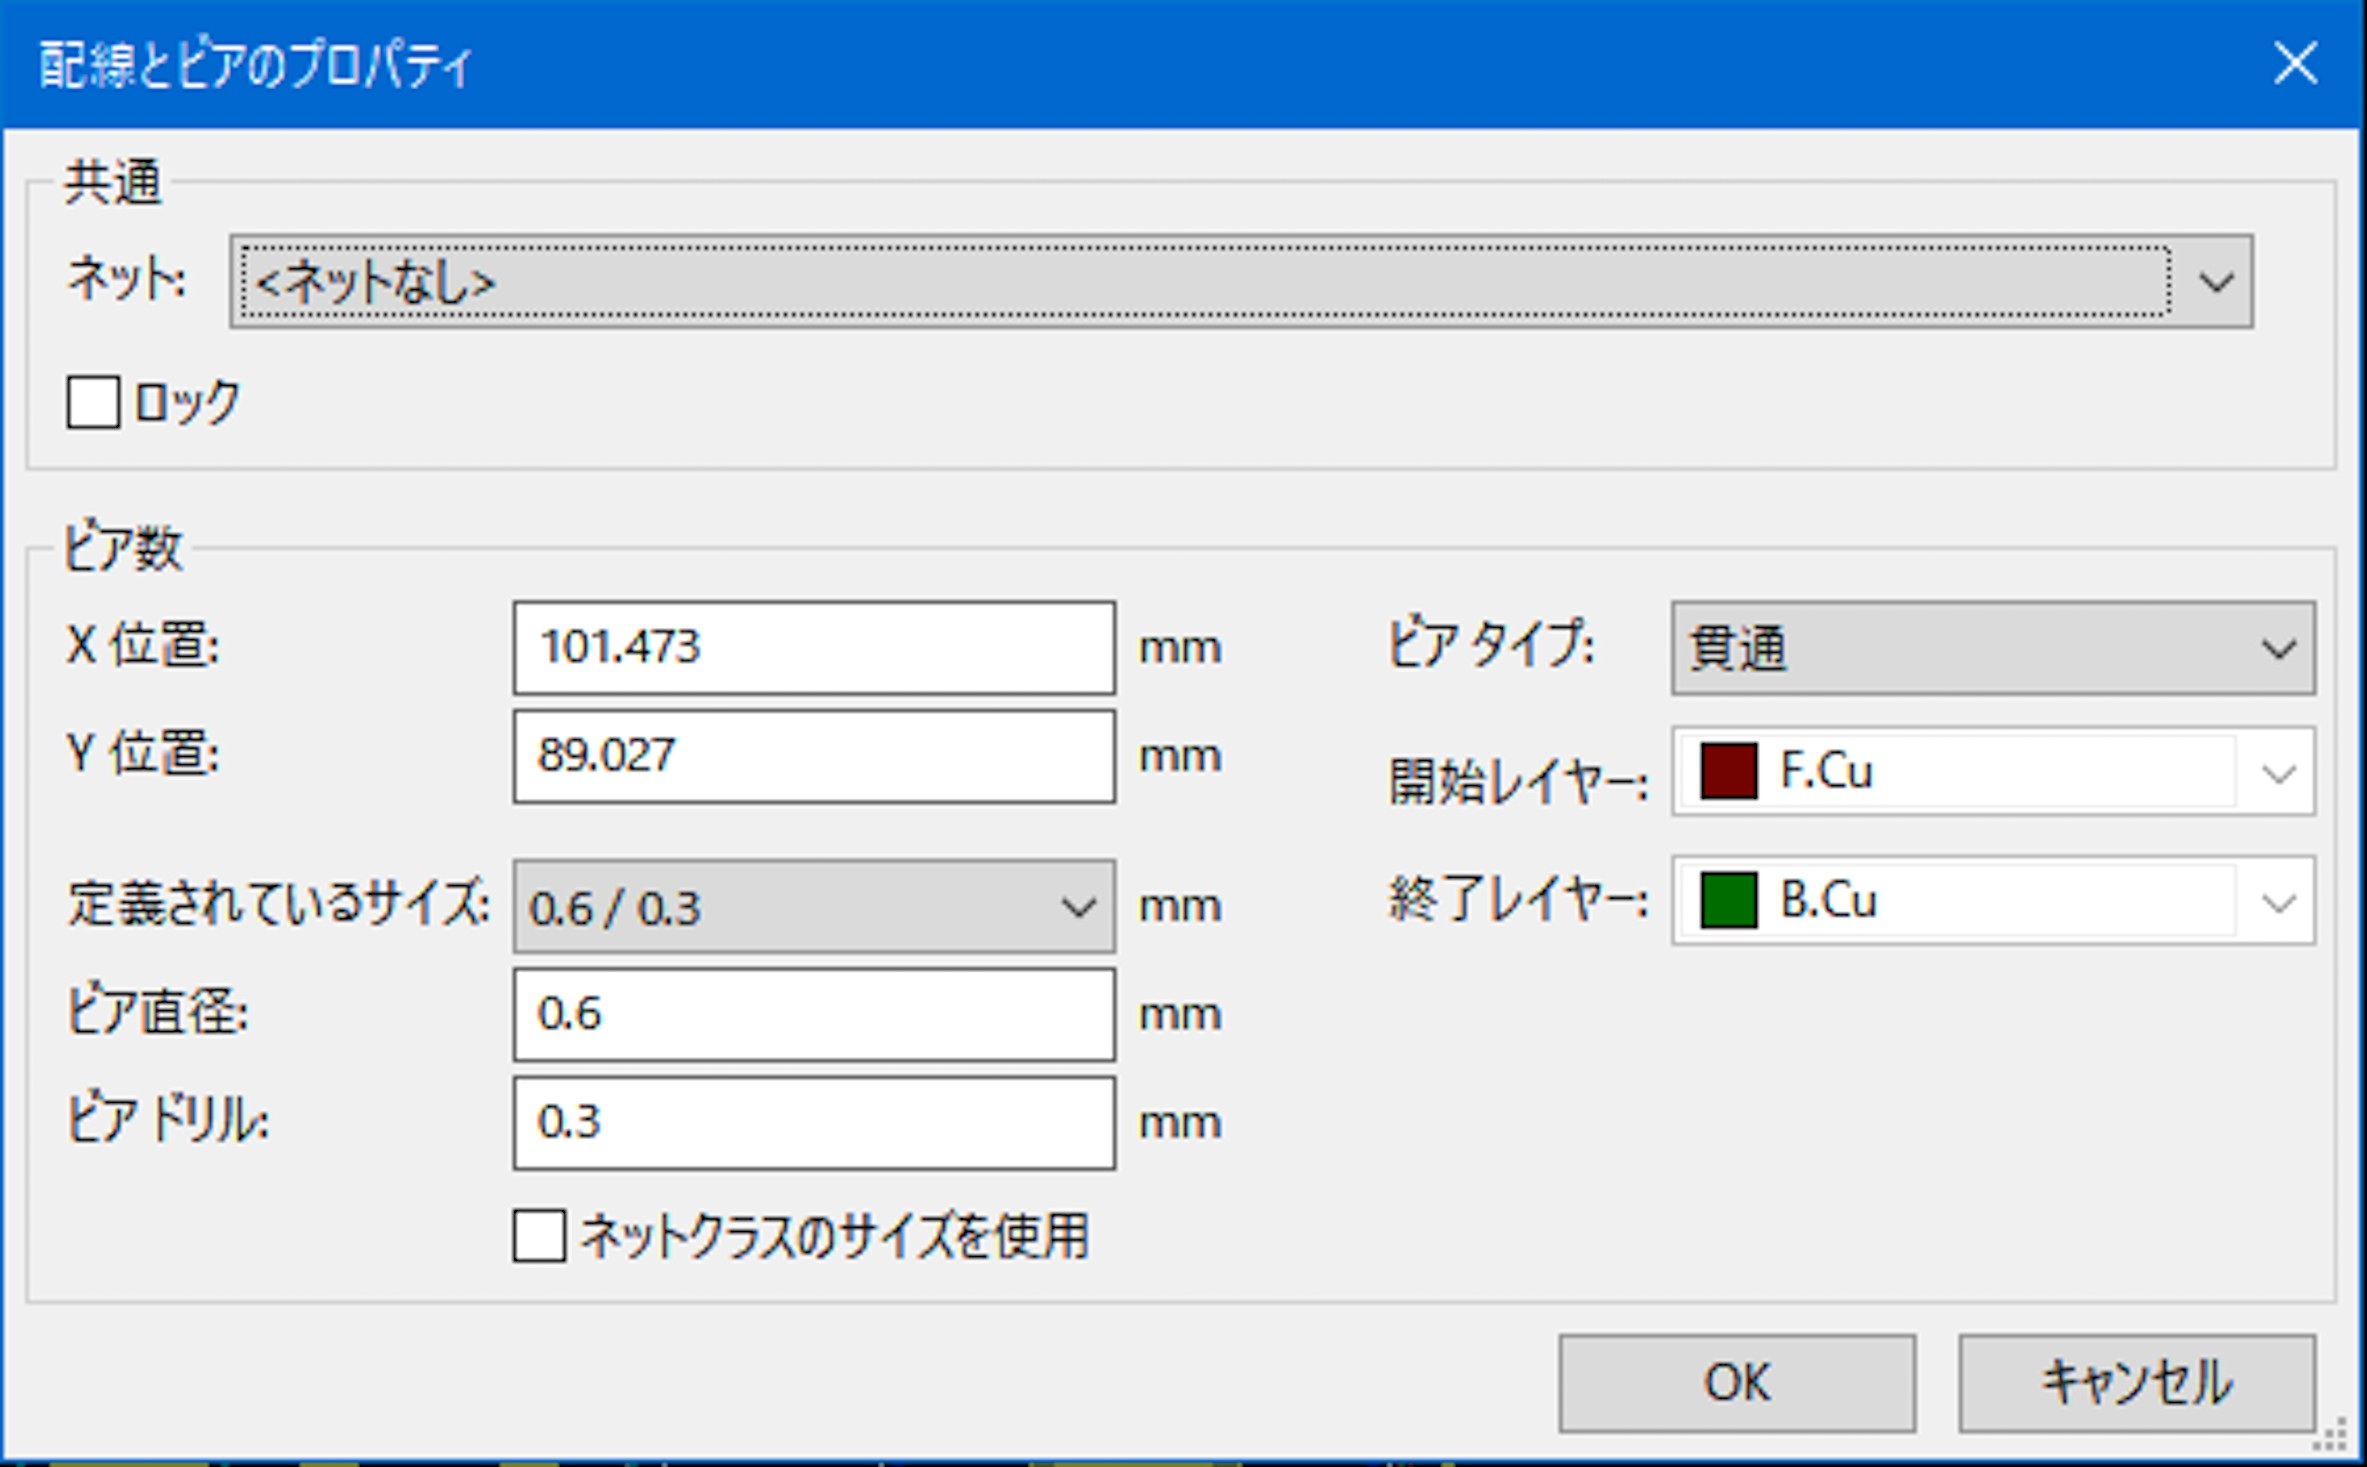 配線とビアのプロパティ
共通
ネット: <ネットなし>
ロック
ビア数
X 位置: 101.473 mm ビア タイプ: 貫通
Y 位置: 89.027 mm 開始レイヤー: F.Cu
定義されているサイズ: 0.6 / 0.3 mm 終了レイヤー: B.Cu
ビア直径: 0.6 mm
ビア ドリル: 0.3 mm
ネットクラスのサイズを使用
OK キャンセル